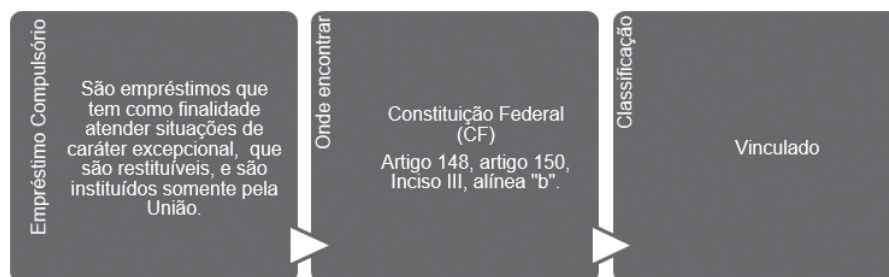 Empréstimo Compulsório
São empréstimos que
tem como finalidade
atender situações de
caráter excepcional, que
são restituíveis, e são
instituídos somente pela
União.
Onde encontrar
Constituição Federal
(CF)
Artigo 148, artigo 150,
Inciso III, alínea "b".
Classificação
Vinculado